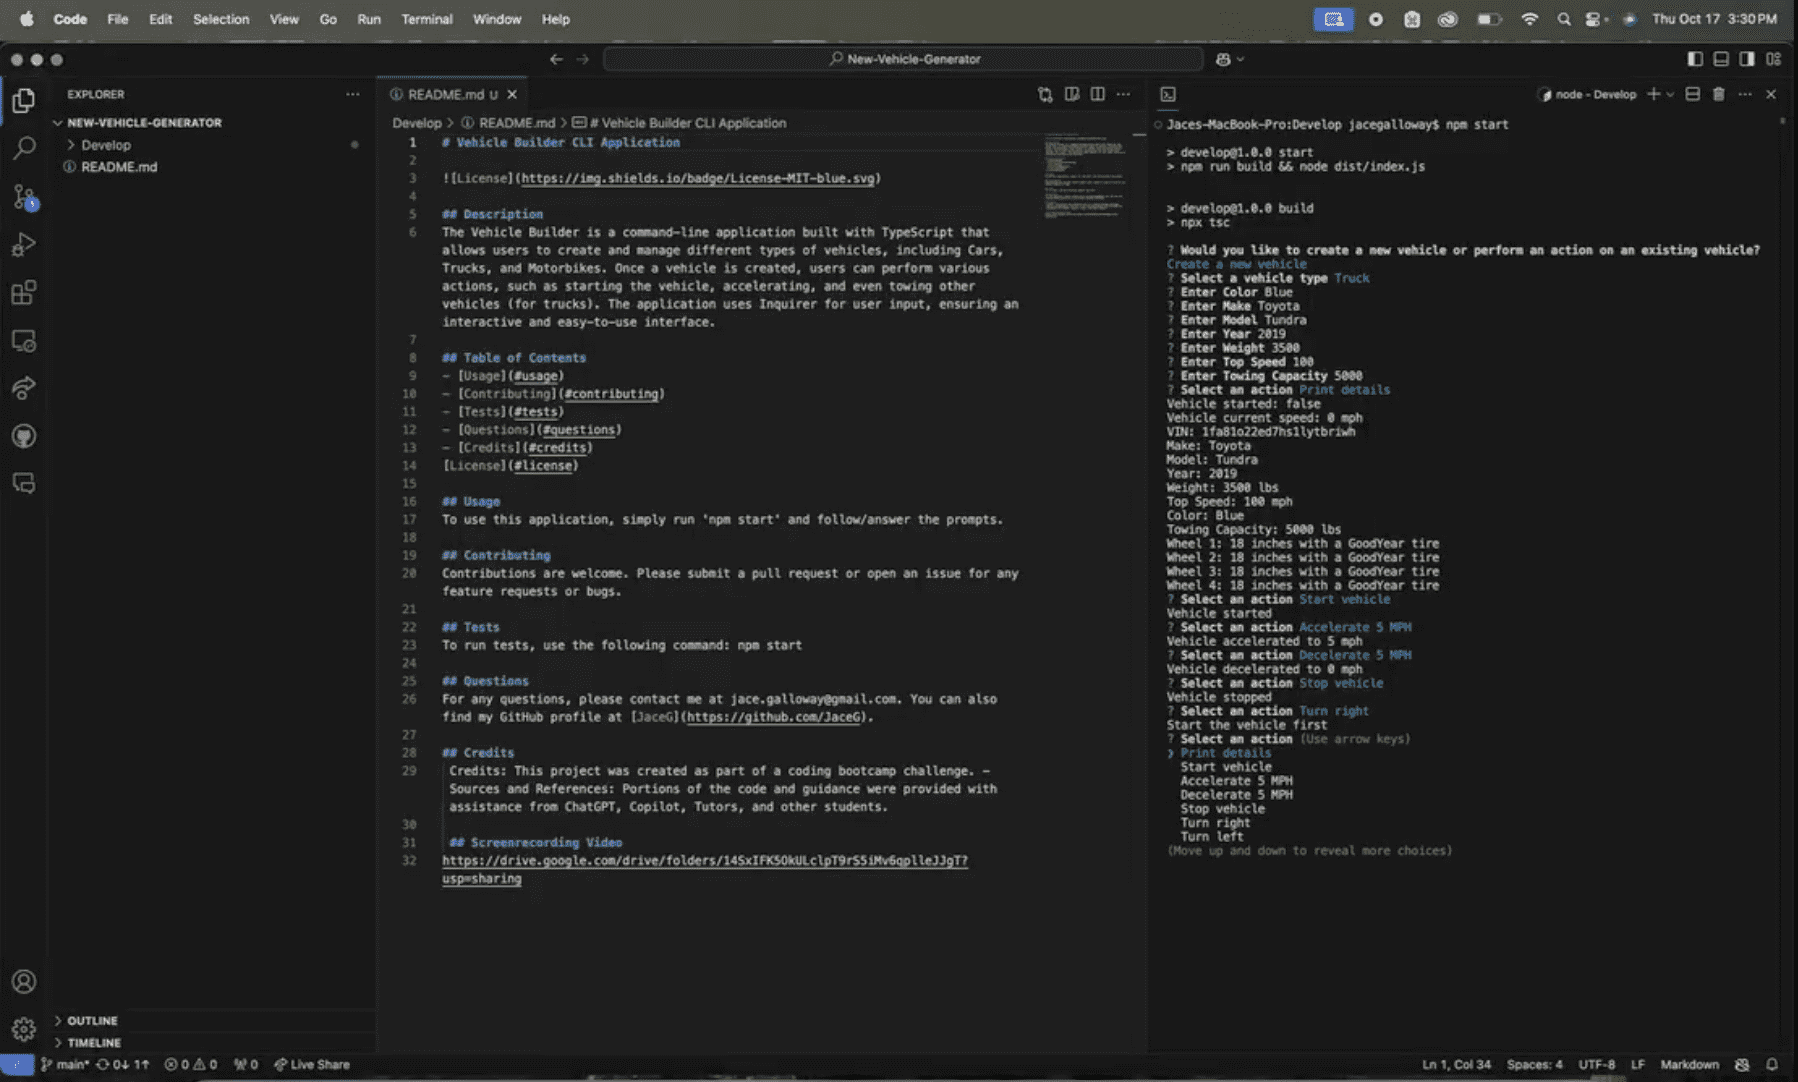 Code File Edit Selection View Go Run Terminal Window Help
Thu Oct 17 3:30 PM
New-Vehicle-Generator
EXPLORER
NEW-VEHICLE-GENERATOR
Develop
README.md
OUTLINE
TIMELINE
README.md U
Develop > README.md > # Vehicle Builder CLI Application
1 # Vehicle Builder CLI Application
2
3 ![License](https://img.shields.io/badge/License-MIT-blue.svg)
4
5 ## Description
6 The Vehicle Builder is a command-line application built with TypeScript that
allows users to create and manage different types of vehicles, including Cars,
Trucks, and Motorbikes. Once a vehicle is created, users can perform various
actions, such as starting the vehicle, accelerating, and even towing other
vehicles (for trucks). The application uses Inquirer for user input, ensuring an
interactive and easy-to-use interface.
7
8 ## Table of Contents
9 - [Usage](#usage)
10 - [Contributing](#contributing)
11 - [Tests](#tests)
12 - [Questions](#questions)
13 - [Credits](#credits)
14 [License](#license)
15
16 ## Usage
17 To use this application, simply run 'npm start' and follow/answer the prompts.
18
19 ## Contributing
20 Contributions are welcome. Please submit a pull request or open an issue for any
feature requests or bugs.
21
22 ## Tests
23 To run tests, use the following command: npm start
24
25 ## Questions
26 For any questions, please contact me at jace.galloway@gmail.com. You can also
find my GitHub profile at [JaceG](https://github.com/JaceG).
27
28 ## Credits
29 Credits: This project was created as part of a coding bootcamp challenge. -
Sources and References: Portions of the code and guidance were provided with
assistance from ChatGPT, Copilot, Tutors, and other students.
30
31 ## Screenrecording Video
32 https://drive.google.com/drive/folders/14SxIFK5OkULclpT9rS5iMv6qplleJJgT?
usp=sharing
node - Develop
Jaces-MacBook-Pro:Develop jacegalloway$ npm start
> develop@1.0.0 start
> npm run build && node dist/index.js
> develop@1.0.0 build
> npx tsc
? Would you like to create a new vehicle or perform an action on an existing vehicle?
Create a new vehicle
? Select a vehicle type Truck
? Enter Color Blue
? Enter Make Toyota
? Enter Model Tundra
? Enter Year 2019
? Enter Weight 3500
? Enter Top Speed 100
? Enter Towing Capacity 5000
? Select an action Print details
Vehicle started: false
Vehicle current speed: 0 mph
VIN: 1fa81o22ed7hs1lytbriwh
Make: Toyota
Model: Tundra
Year: 2019
Weight: 3500 lbs
Top Speed: 100 mph
Color: Blue
Towing Capacity: 5000 lbs
Wheel 1: 18 inches with a GoodYear tire
Wheel 2: 18 inches with a GoodYear tire
Wheel 3: 18 inches with a GoodYear tire
Wheel 4: 18 inches with a GoodYear tire
? Select an action Start vehicle
Vehicle started
? Select an action Accelerate 5 MPH
Vehicle accelerated to 5 mph
? Select an action Decelerate 5 MPH
Vehicle decelerated to 0 mph
? Select an action Stop vehicle
Vehicle stopped
? Select an action Turn right
Start the vehicle first
? Select an action (Use arrow keys)
❯ Print details
Start vehicle
Accelerate 5 MPH
Decelerate 5 MPH
Stop vehicle
Turn right
Turn left
(Move up and down to reveal more choices)
main* 0↓ 1↑ 0 0 0 Live Share
Ln 1, Col 34 Spaces: 4 UTF-8 LF Markdown